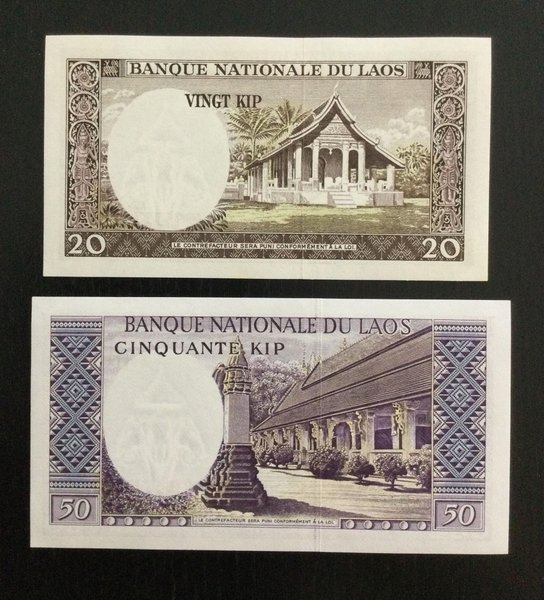 BANQUE NATIONALE DU LAOS
VINGT KIP
20
LE CONTREFACTEUR SERA PUNI CONFORMÉMENT À LA LOI.
20
BANQUE NATIONALE DU LAOS
CINQUANTE KIP
50
LE CONTREFACTEUR SERA PUNI CONFORMÉMENT À LA LOI.
50